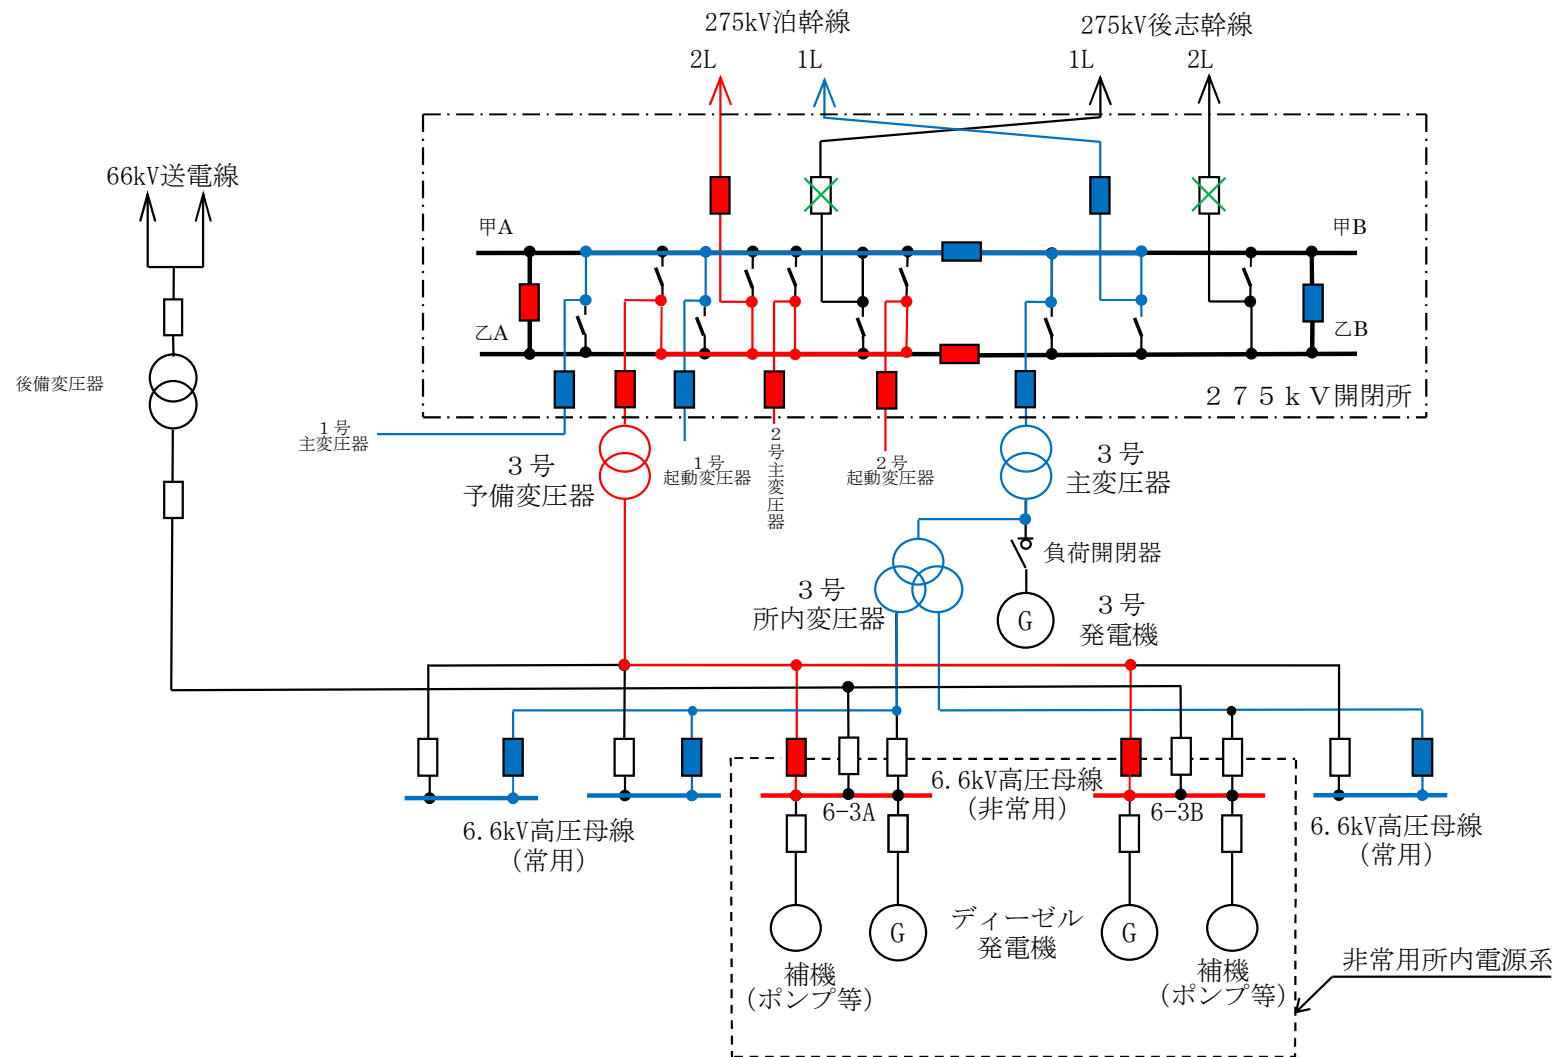 275kV泊幹線
275kV後志幹線
2L
1L
1L
2L
66kV送電線
甲A
甲B
乙A
乙B
後備変圧器
２７５ｋＶ開閉所
１号
主変圧器
３号
予備変圧器
１号
起動変圧器
２号主変圧器
２号
起動変圧器
３号
主変圧器
負荷開閉器
３号
所内変圧器
G
３号
発電機
6.6kV高圧母線
(常用)
6.6kV高圧母線
(非常用)
6-3A
6-3B
6.6kV高圧母線
(常用)
G
ディーゼル
発電機
G
補機
(ポンプ等)
補機
(ポンプ等)
非常用所内電源系